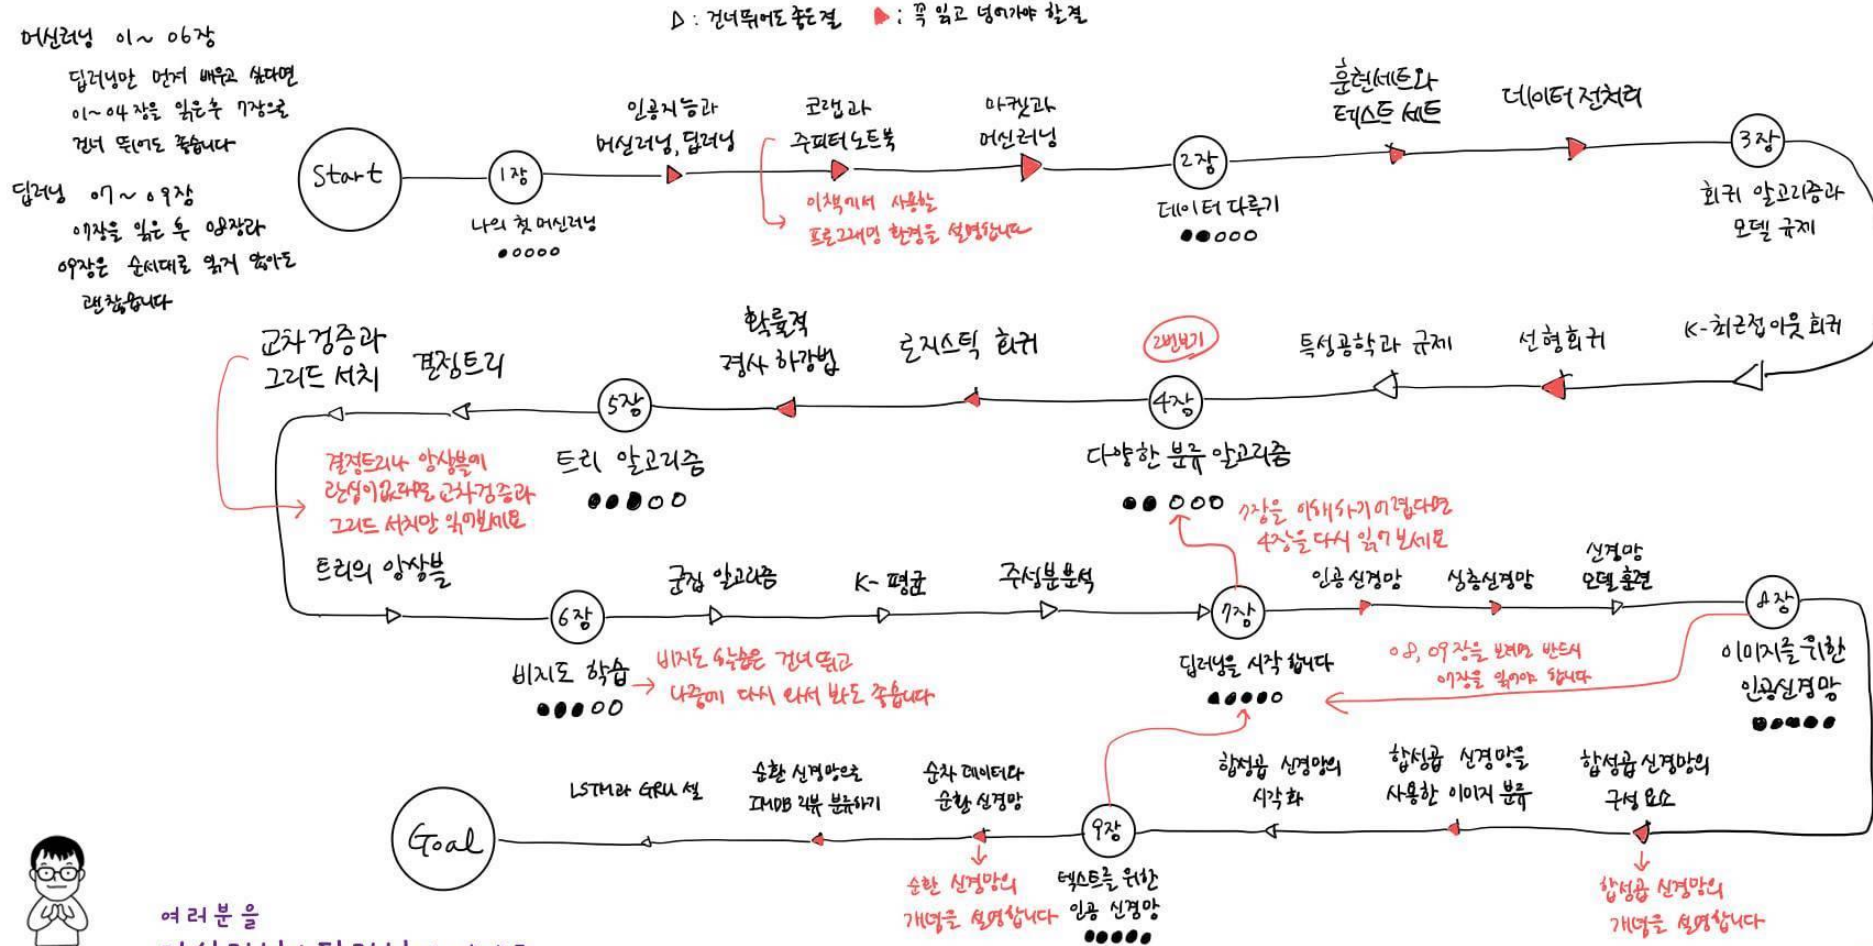 ▷ : 건너뛰어도 좋은 절 ▶ : 꼭 읽고 넘어가야 할 절
머신러닝 01~06장
딥러닝만 먼저 배우고 싶다면
01~04장을 읽은 후 7장으로
건너 뛰어도 좋습니다
딥러닝 07~09장
07장을 읽은 후 08장과
09장은 순서대로 읽지 않아도
괜찮습니다
Start
1장
나의 첫 머신러닝
인공지능과
머신러닝, 딥러닝
코랩과
주피터노트북
이책에서 사용할
프로그래밍 환경을 설명합니다
마켓과
머신러닝
2장
데이터 다루기
훈련세트와
테스트 세트
데이터 전처리
3장
회귀 알고리즘과
모델 규제
K-최근접이웃 회귀
선형회귀
특성공학과 규제
2번보기
4장
다양한 분류 알고리즘
로지스틱 회귀
확률적
경사 하강법
5장
트리 알고리즘
결정트리
교차검증과
그리드 서치
결정트리나 앙상블에
관심이없다면 교차검증과
그리드 서치만 읽어보세요
트리의 앙상블
6장
비지도 학습
비지도 학습은 건너 뛰고
나중에 다시 와서 봐도 좋습니다
군집 알고리즘
K-평균
주성분분석
7장
딥러닝을 시작 합니다
7장을 이해하기 어렵다면
4장을 다시 읽어 보세요
인공신경망
심층신경망
신경망
모델 훈련
8장
이미지를 위한
인공신경망
08, 09장을 보려면 반드시
07장을 읽어야 합니다
합성곱 신경망의
구성 요소
합성곱 신경망의
개념을 설명합니다
합성곱 신경망을
사용한 이미지 분류
합성곱 신경망의
시각화
9장
텍스트를 위한
인공 신경망
순차 데이터와
순환 신경망
순환 신경망의
개념을 설명합니다
순환 신경망으로
IMDB 리뷰 분류하기
LSTM과 GRU 셀
Goal
여러분을